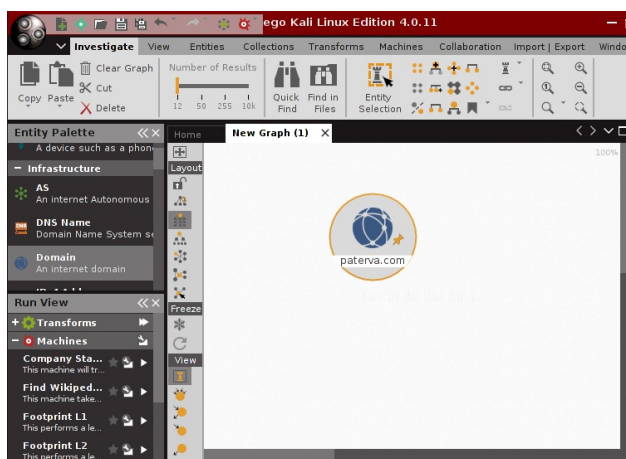 ego Kali Linux Edition 4.0.11
Investigate View Entities Collections Transforms Machines Collaboration Import | Export Windo
Copy Paste
Clear Graph
Cut
Delete
Number of Results
12 50 255 10k
Quick Find
Find in Files
Entity Selection
Entity Palette
A device such as a phon
Infrastructure
AS
An internet Autonomous
DNS Name
Domain Name System se
Domain
An internet domain
Run View
+ Transforms
Machines
Company Sta...
This machine will tr...
Find Wikiped...
This machine take...
Footprint L1
This performs a le...
Footprint L2
This performs a le
Home
New Graph (1)
Layout
Freeze
View
100%
paterva.com